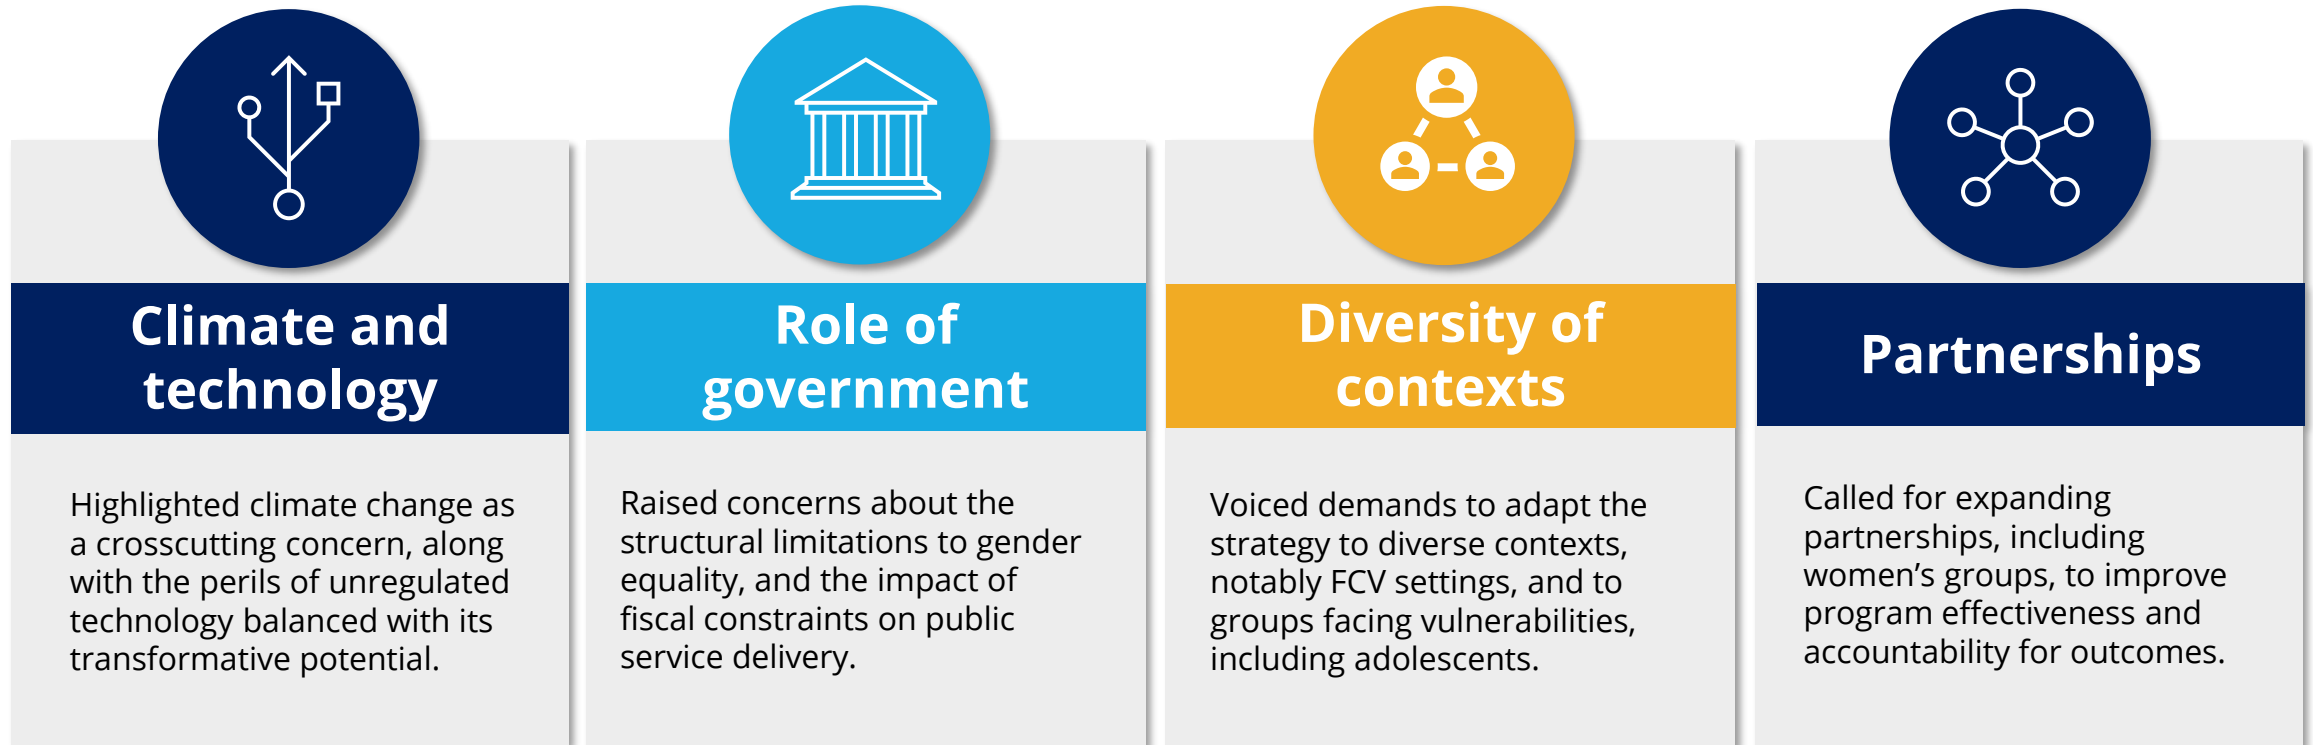 Climate and
technology
Highlighted climate change as
a crosscutting concern, along
with the perils of unregulated
technology balanced with its
transformative potential.
Role of
government
Raised concerns about the
structural limitations to gender
equality, and the impact of
fiscal constraints on public
service delivery.
Diversity of
contexts
Voiced demands to adapt the
strategy to diverse contexts,
notably FCV settings, and to
groups facing vulnerabilities,
including adolescents.
Partnerships
Called for expanding
partnerships, including
women’s groups, to improve
program effectiveness and
accountability for outcomes.